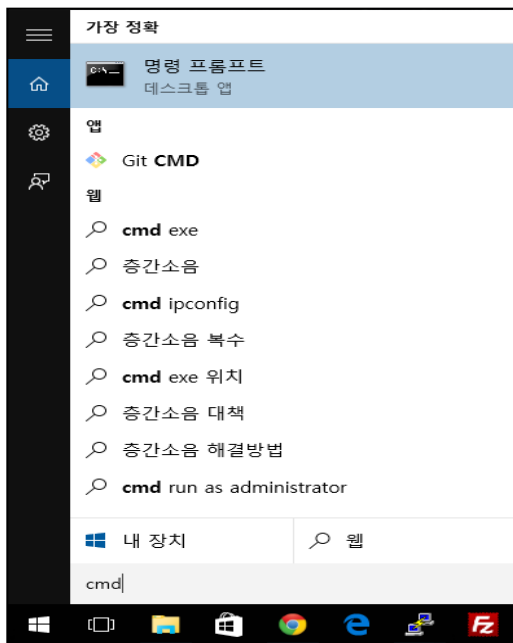 가장 정확
C:\_
명령 프롬프트
데스크톱 앱
앱
Git CMD
웹
cmd exe
층간소음
cmd ipconfig
층간소음 복수
cmd exe 위치
층간소음 대책
층간소음 해결방법
cmd run as administrator
내 장치
웹
cmd
Fz